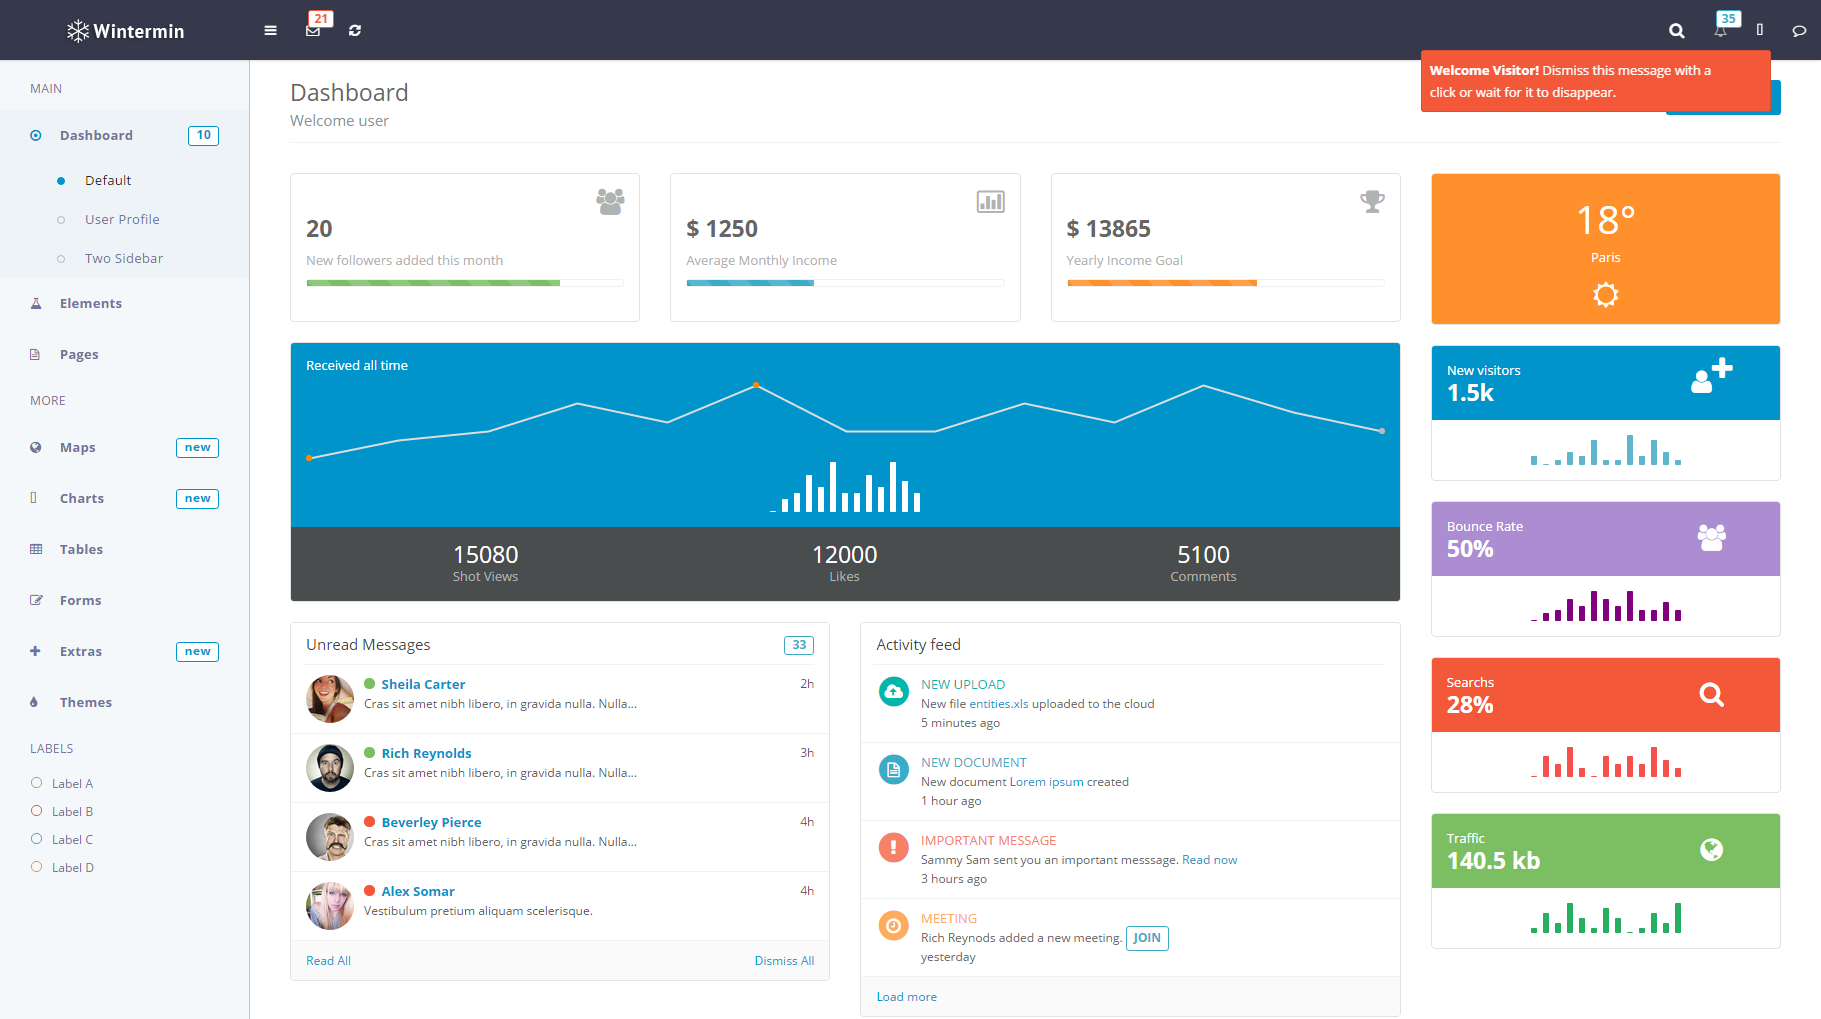 Wintermin
21
35
Welcome Visitor! Dismiss this message with a
click or wait for it to disappear.
MAIN
Dashboard 10
Default
User Profile
Two Sidebar
Elements
Pages
MORE
Maps new
Charts new
Tables
Forms
Extras new
Themes
LABELS
Label A
Label B
Label C
Label D
Dashboard
Welcome user
20
New followers added this month
$ 1250
Average Monthly Income
$ 13865
Yearly Income Goal
18°
Paris
Received all time
15080
Shot Views
12000
Likes
5100
Comments
New visitors
1.5k
Bounce Rate
50%
Searchs
28%
Traffic
140.5 kb
Unread Messages 33
Sheila Carter 2h
Cras sit amet nibh libero, in gravida nulla. Nulla...
Rich Reynolds 3h
Cras sit amet nibh libero, in gravida nulla. Nulla...
Beverley Pierce 4h
Cras sit amet nibh libero, in gravida nulla. Nulla...
Alex Somar 4h
Vestibulum pretium aliquam scelerisque.
Read All Dismiss All
Activity feed
NEW UPLOAD
New file entities.xls uploaded to the cloud
5 minutes ago
NEW DOCUMENT
New document Lorem ipsum created
1 hour ago
IMPORTANT MESSAGE
Sammy Sam sent you an important messsage. Read now
3 hours ago
MEETING
Rich Reynods added a new meeting. JOIN
yesterday
Load more